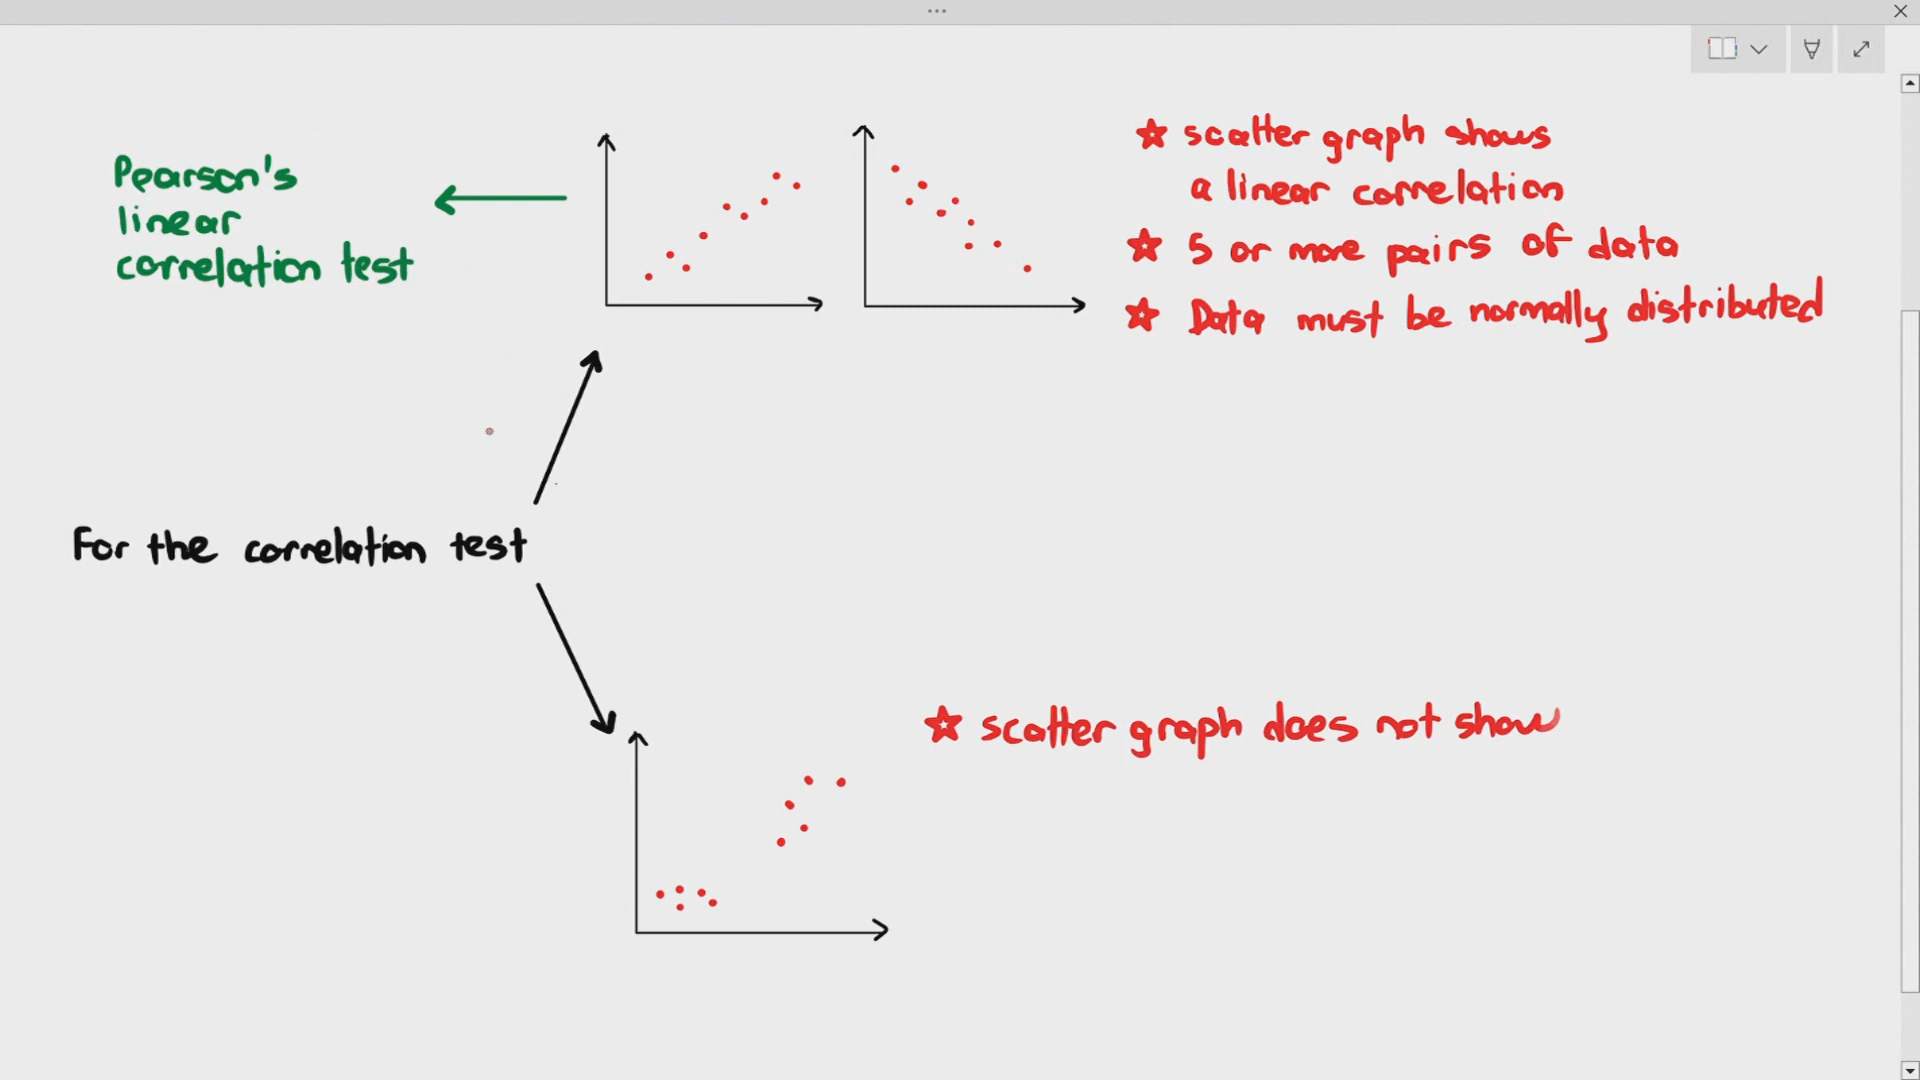 Pearson's
linear
correlation test
☆ scatter graph shows
a linear correlation
☆ 5 or more pairs of data
☆ Data must be normally distributed
For the correlation test
☆ scatter graph does not show